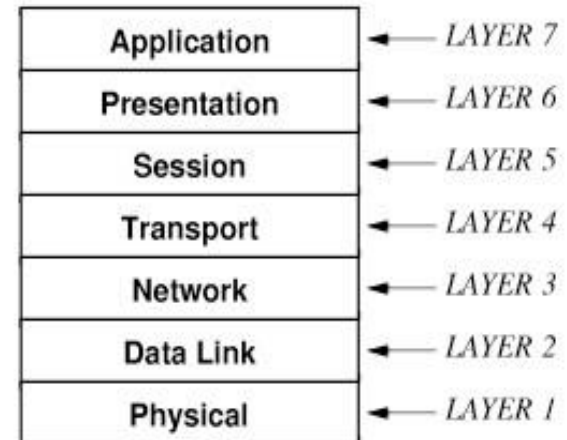 Application LAYER 7
Presentation LAYER 6
Session LAYER 5
Transport LAYER 4
Network LAYER 3
Data Link LAYER 2
Physical LAYER 1